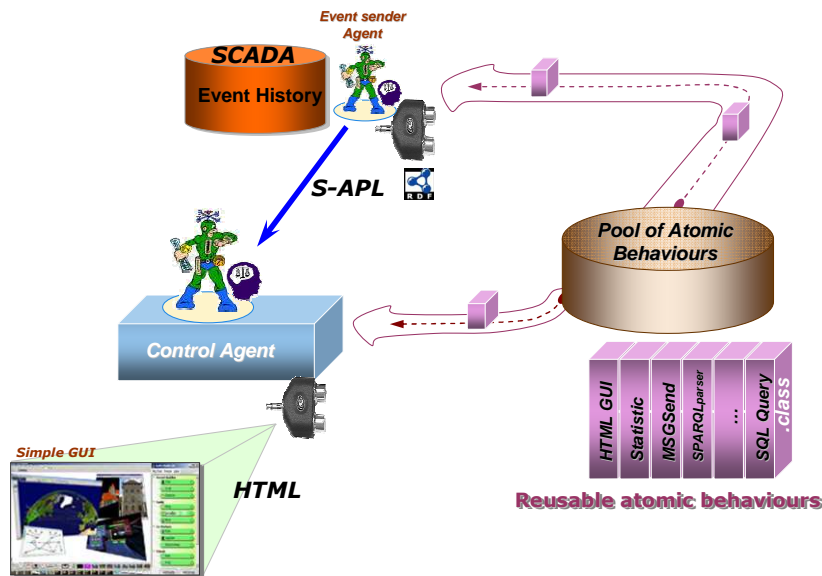 Event sender
Agent
SCADA
Event History
S-APL
RDF
Pool of Atomic
Behaviours
Control Agent
HTML GUI
Statistic
MSGSend
SPARQLparser
...
SQL Query
.class
Reusable atomic behaviours
Simple GUI
HTML